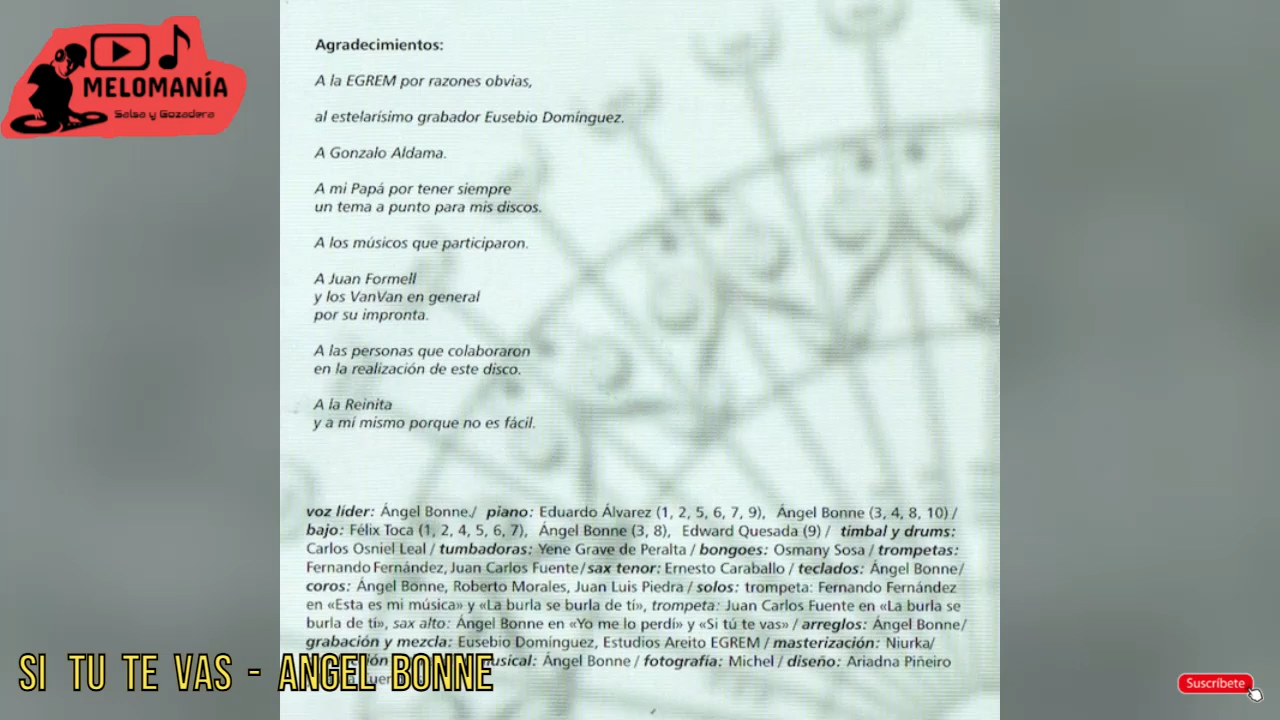 MELOMANÍA
Salsa y Gozadera
Agradecimientos:
A la EGREM por razones obvias,
al estelarísimo grabador Eusebio Domínguez.
A Gonzalo Aldama.
A mi Papá por tener siempre
un tema a punto para mis discos.
A los músicos que participaron.
A Juan Formell
y los VanVan en general
por su impronta.
A las personas que colaboraron
en la realización de este disco.
A la Reinita
y a mí mismo porque no es fácil.
voz líder: Ángel Bonne./ piano: Eduardo Álvarez (1, 2, 5, 6, 7, 9), Ángel Bonne (3, 4, 8, 10) /
bajo: Félix Toca (1, 2, 4, 5, 6, 7), Ángel Bonne (3, 8), Edward Quesada (9) / timbal y drums:
Carlos Osniel Leal / tumbadoras: Yene Grave de Peralta / bongoes: Osmany Sosa / trompetas:
Fernando Fernández, Juan Carlos Fuente/ sax tenor: Ernesto Caraballo / teclados: Ángel Bonne/
coros: Ángel Bonne, Roberto Morales, Juan Luis Piedra / solos: trompeta: Fernando Fernández
en «Esta es mi música» y «La burla se burla de tí», trompeta: Juan Carlos Fuente en «La burla se
burla de tí», sax alto: Ángel Bonne en «Yo me lo perdí» y «Si tú te vas» / arreglos: Ángel Bonne/
grabación y mezcla: Eusebio Domínguez, Estudios Areito EGREM / masterización: Niurka/
Ángel Bonne / fotografía: Michel / diseño: Ariadna Piñeiro
SI TU TE VAS - ANGEL BONNE
Suscríbete